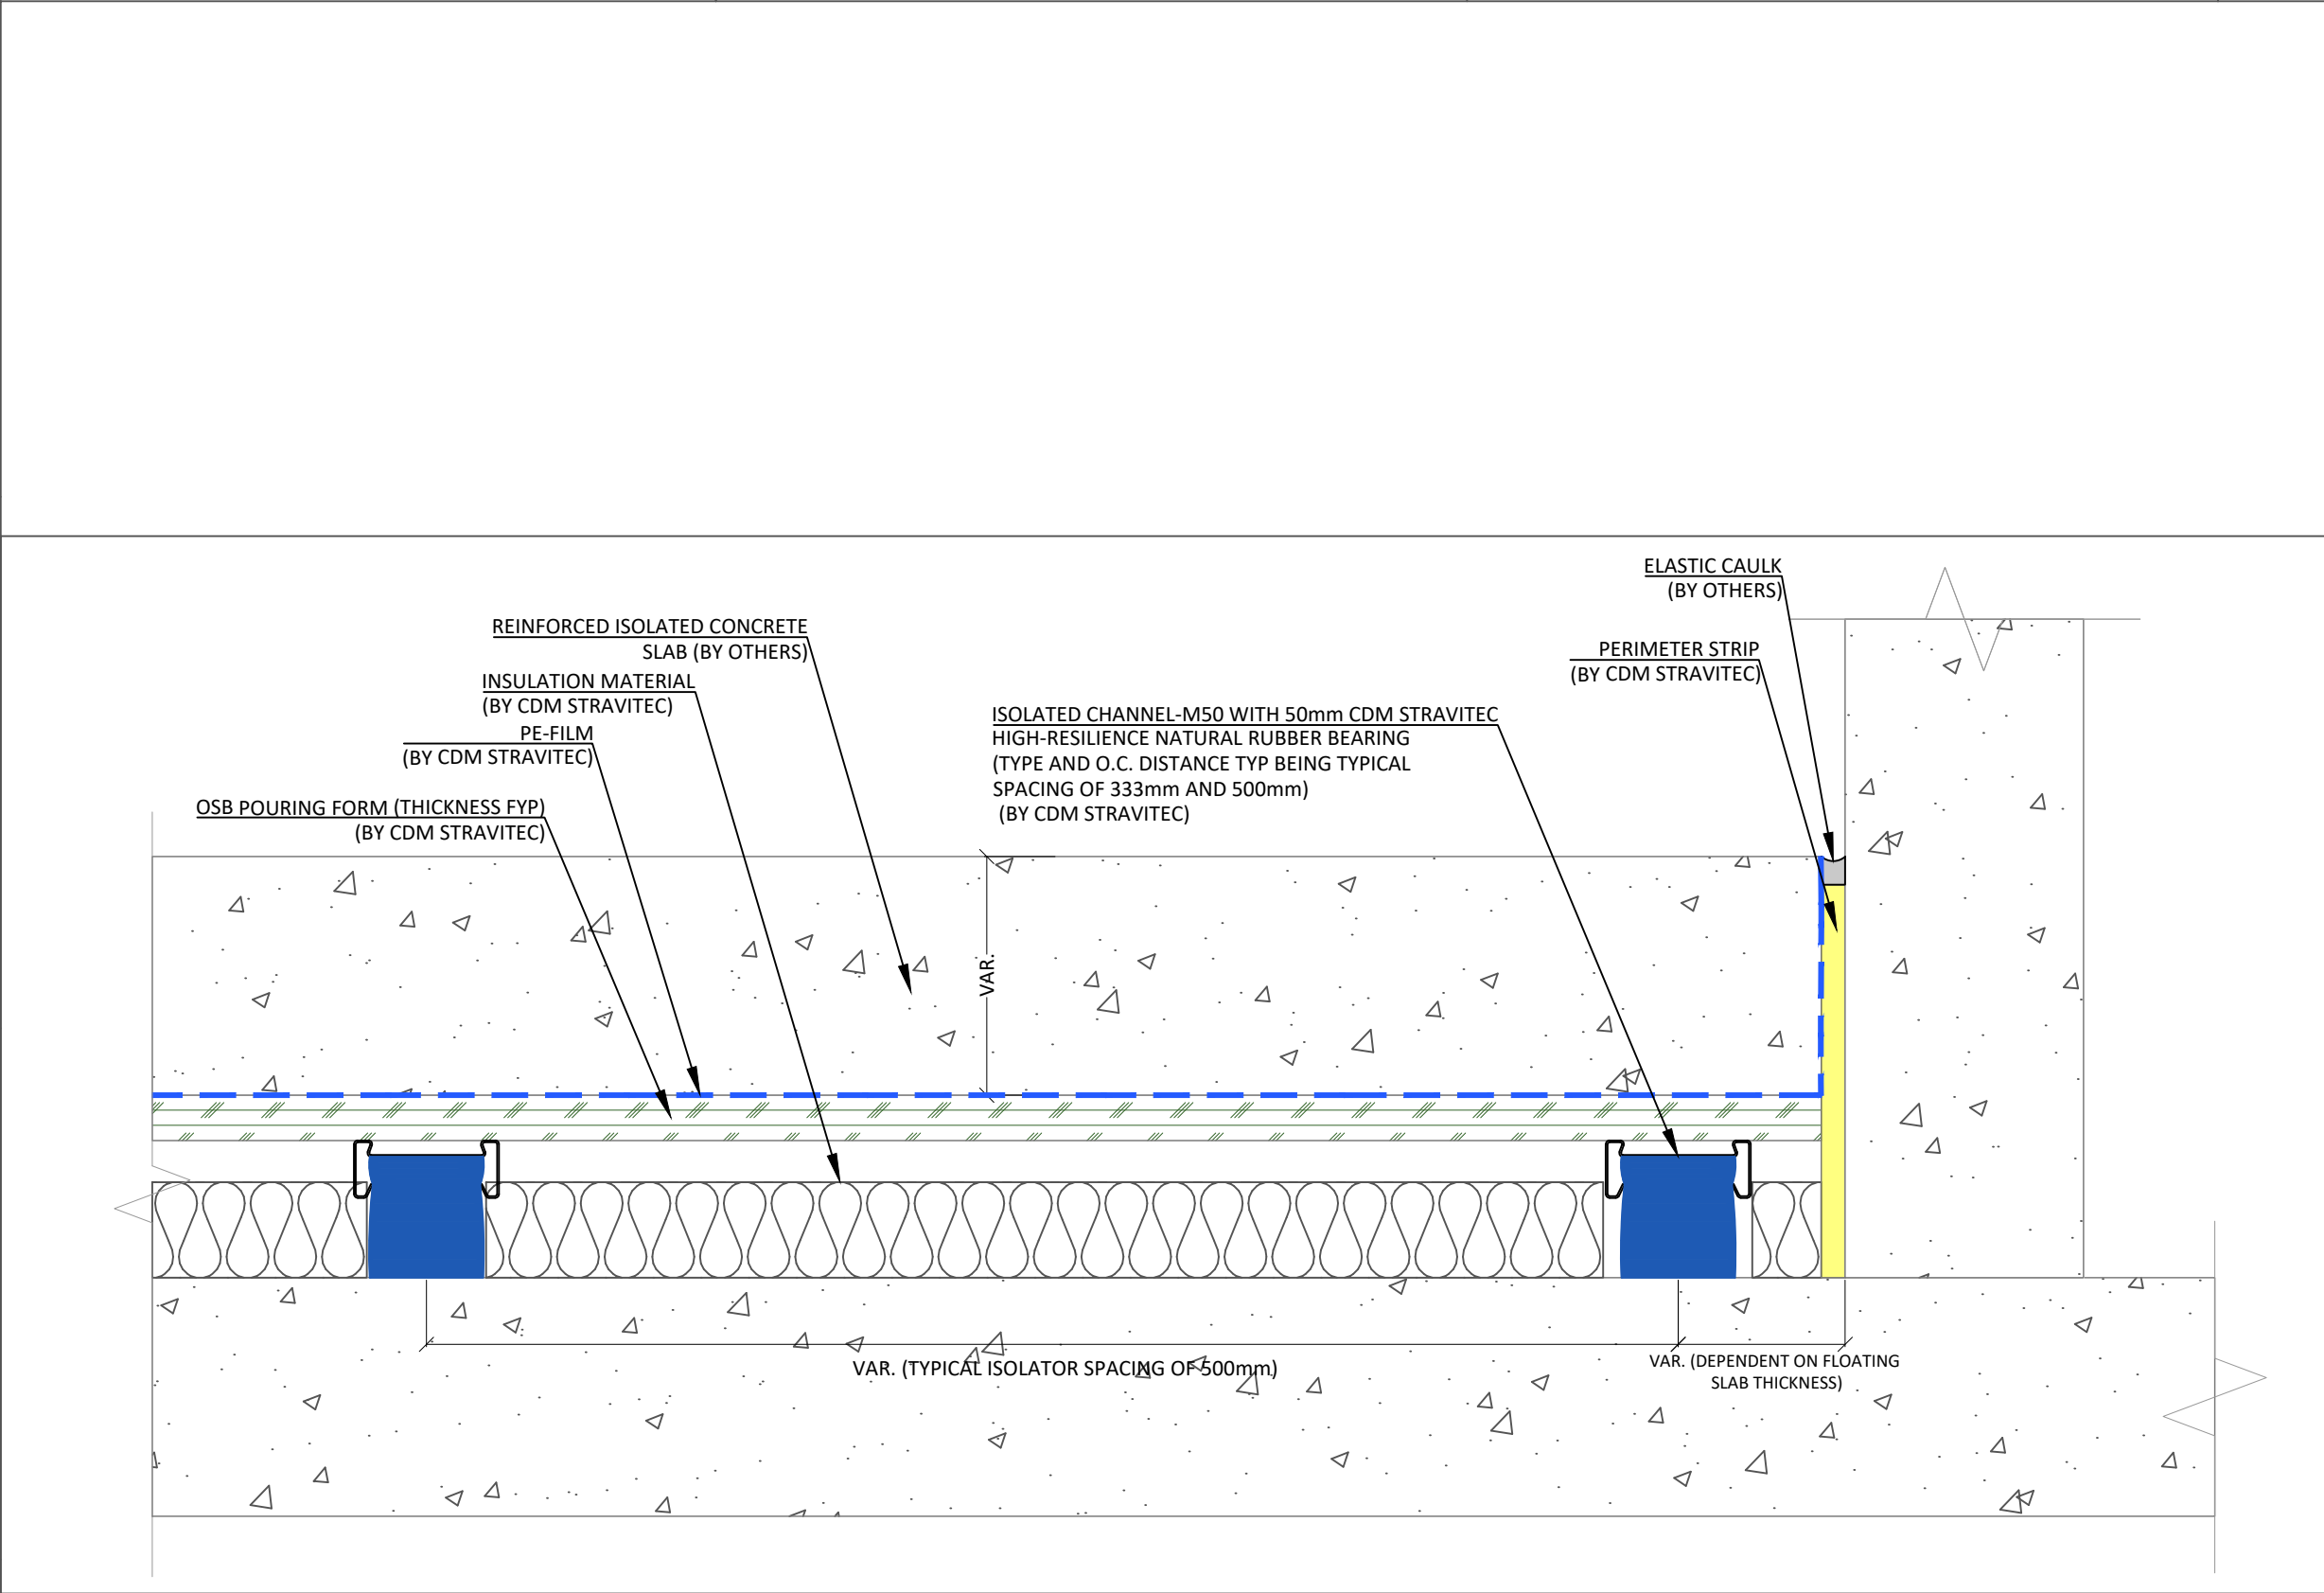 ELASTIC CAULK
(BY OTHERS)
REINFORCED ISOLATED CONCRETE
SLAB (BY OTHERS)
PERIMETER STRIP
(BY CDM STRAVITEC)
INSULATION MATERIAL
(BY CDM STRAVITEC)
ISOLATED CHANNEL-M50 WITH 50mm CDM STRAVITEC
HIGH-RESILIENCE NATURAL RUBBER BEARING
(TYPE AND O.C. DISTANCE TYP BEING TYPICAL
SPACING OF 333mm AND 500mm)
(BY CDM STRAVITEC)
PE-FILM
(BY CDM STRAVITEC)
OSB POURING FORM (THICKNESS FYP)
(BY CDM STRAVITEC)
VAR.
VAR. (TYPICAL ISOLATOR SPACING OF 500mm)
VAR. (DEPENDENT ON FLOATING
SLAB THICKNESS)